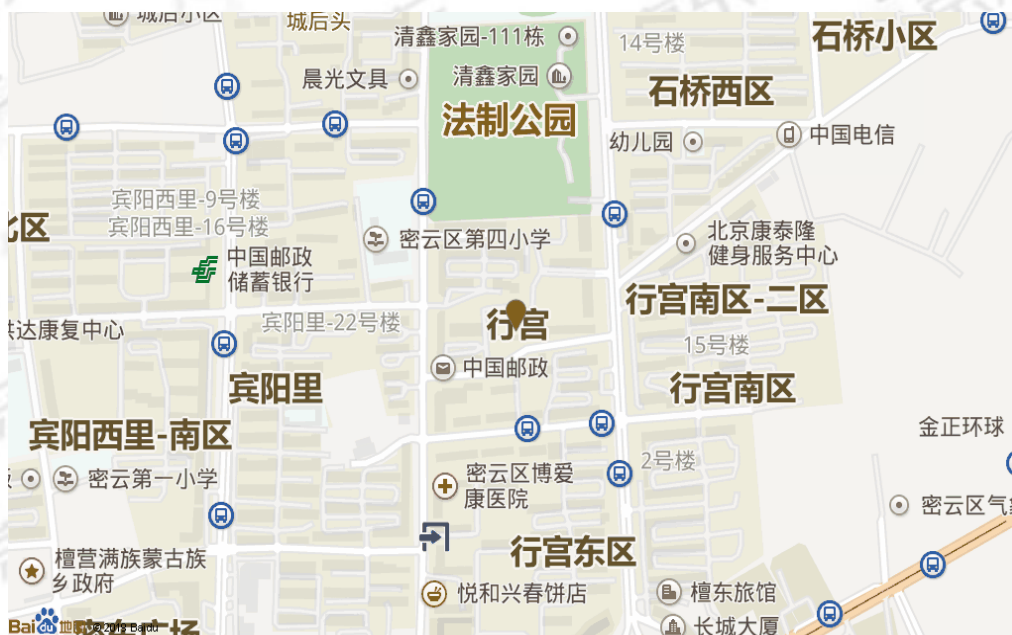 城后小区
城后头
清鑫家园-111栋
14号楼
石桥小区
晨光文具
清鑫家园
石桥西区
法制公园
幼儿园
中国电信
宾阳西里-9号楼
宾阳西里-16号楼
北区
密云区第四小学
北京康泰隆
健身服务中心
中国邮政
储蓄银行
行宫南区-二区
宾阳里-22号楼
行宫
达康复中心
15号楼
中国邮政
宾阳里
行宫南区
宾阳西里-南区
金正环球
密云第一小学
密云区博爱
康医院
2号楼
密云区气
行宫东区
檀营满族蒙古族
乡政府
悦和兴春饼店
檀东旅馆
长城大厦
Bai 地图
© 2013 Baidu